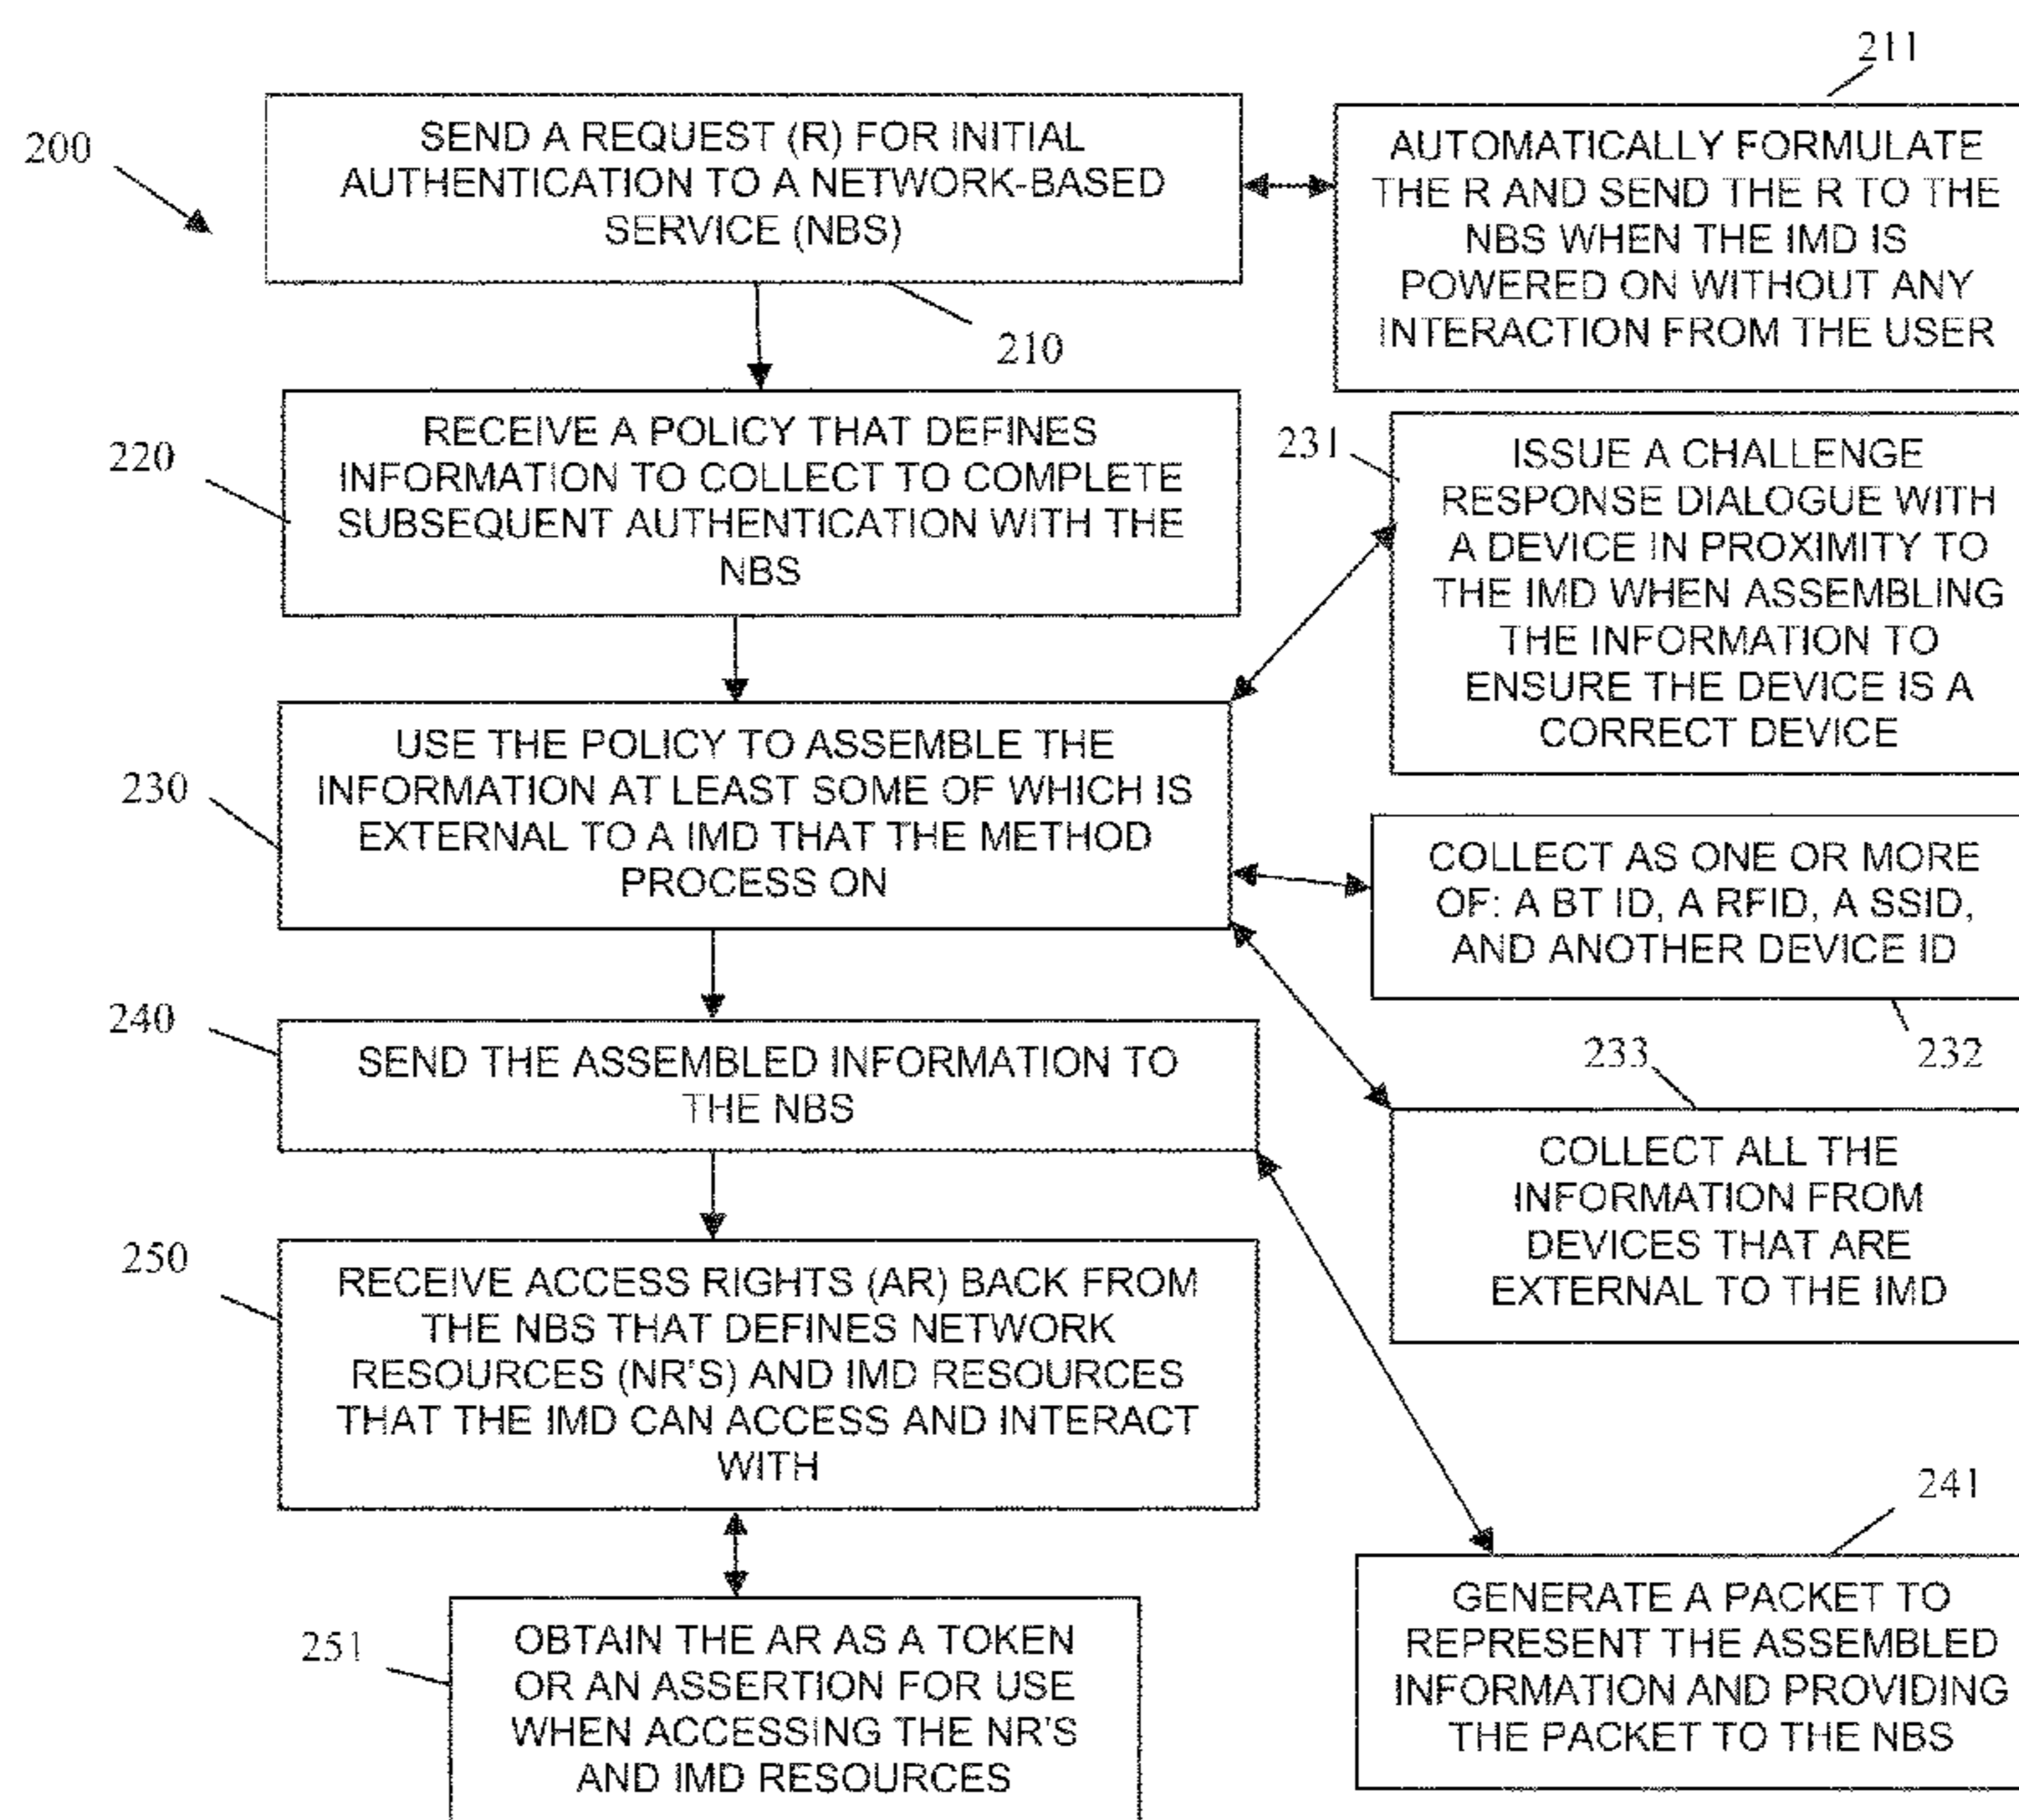 211
200
SEND A REQUEST (R) FOR INITIAL
AUTHENTICATION TO A NETWORK-BASED
SERVICE (NBS)
210
AUTOMATICALLY FORMULATE
THE R AND SEND THE R TO THE
NBS WHEN THE IMD IS
POWERED ON WITHOUT ANY
INTERACTION FROM THE USER
220
RECEIVE A POLICY THAT DEFINES
INFORMATION TO COLLECT TO COMPLETE
SUBSEQUENT AUTHENTICATION WITH THE
NBS
231
ISSUE A CHALLENGE
RESPONSE DIALOGUE WITH
A DEVICE IN PROXIMITY TO
THE IMD WHEN ASSEMBLING
THE INFORMATION TO
ENSURE THE DEVICE IS A
CORRECT DEVICE
230
USE THE POLICY TO ASSEMBLE THE
INFORMATION AT LEAST SOME OF WHICH IS
EXTERNAL TO A IMD THAT THE METHOD
PROCESS ON
COLLECT AS ONE OR MORE
OF: A BT ID, A RFID, A SSID,
AND ANOTHER DEVICE ID
232
240
SEND THE ASSEMBLED INFORMATION TO
THE NBS
233
COLLECT ALL THE
INFORMATION FROM
DEVICES THAT ARE
EXTERNAL TO THE IMD
250
RECEIVE ACCESS RIGHTS (AR) BACK FROM
THE NBS THAT DEFINES NETWORK
RESOURCES (NR'S) AND IMD RESOURCES
THAT THE IMD CAN ACCESS AND INTERACT
WITH
241
GENERATE A PACKET TO
REPRESENT THE ASSEMBLED
INFORMATION AND PROVIDING
THE PACKET TO THE NBS
251
OBTAIN THE AR AS A TOKEN
OR AN ASSERTION FOR USE
WHEN ACCESSING THE NR'S
AND IMD RESOURCES